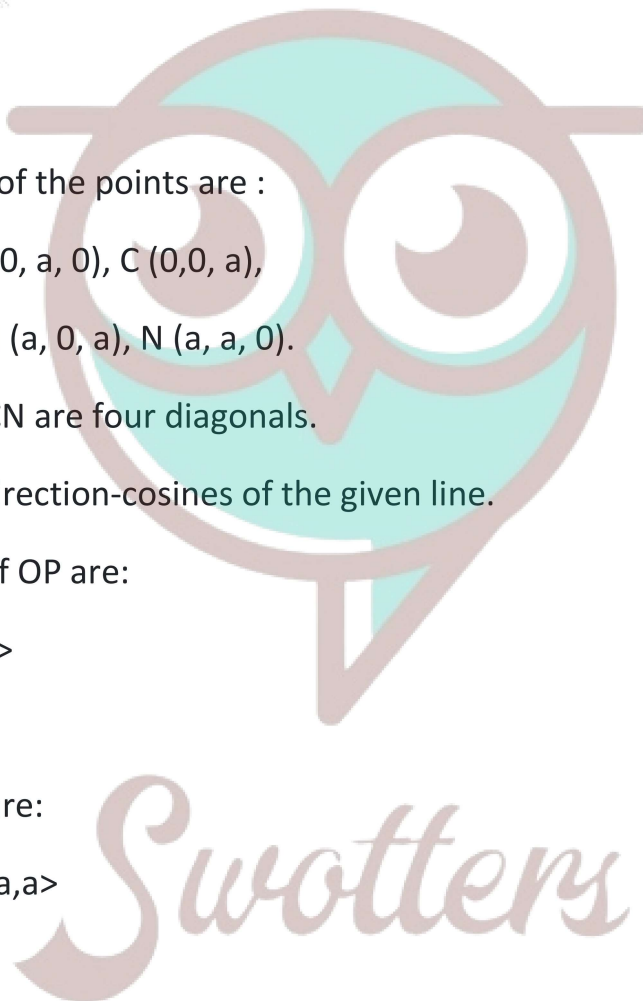 of the points are :
0, a, 0), C (0,0, a),
(a, 0, a), N (a, a, 0).
N are four diagonals.
rection-cosines of the given line.
f OP are:
>
re:
a,a>
Swotters